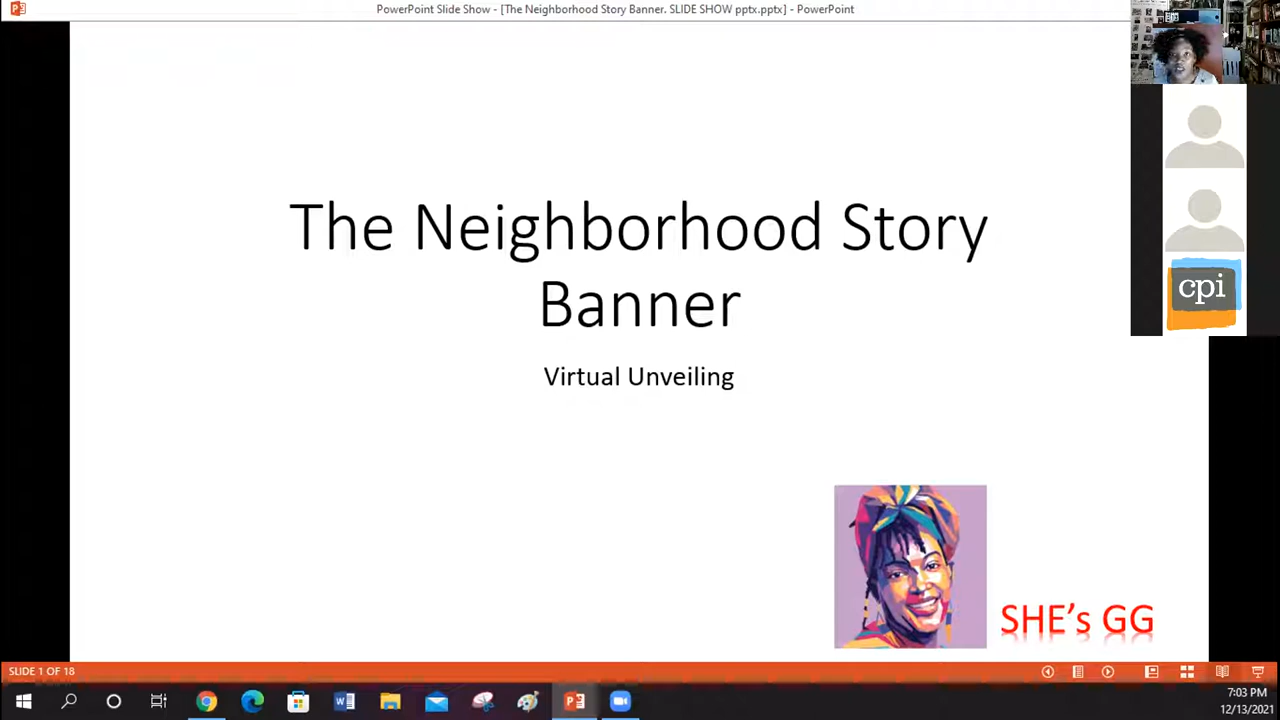 PowerPoint Slide Show - [The Neighborhood Story Banner. SLIDE SHOW pptx.pptx] - PowerPoint
The Neighborhood Story
Banner
Virtual Unveiling
cpi
SHE's GG
SLIDE 1 OF 18
7:03 PM
12/13/2021